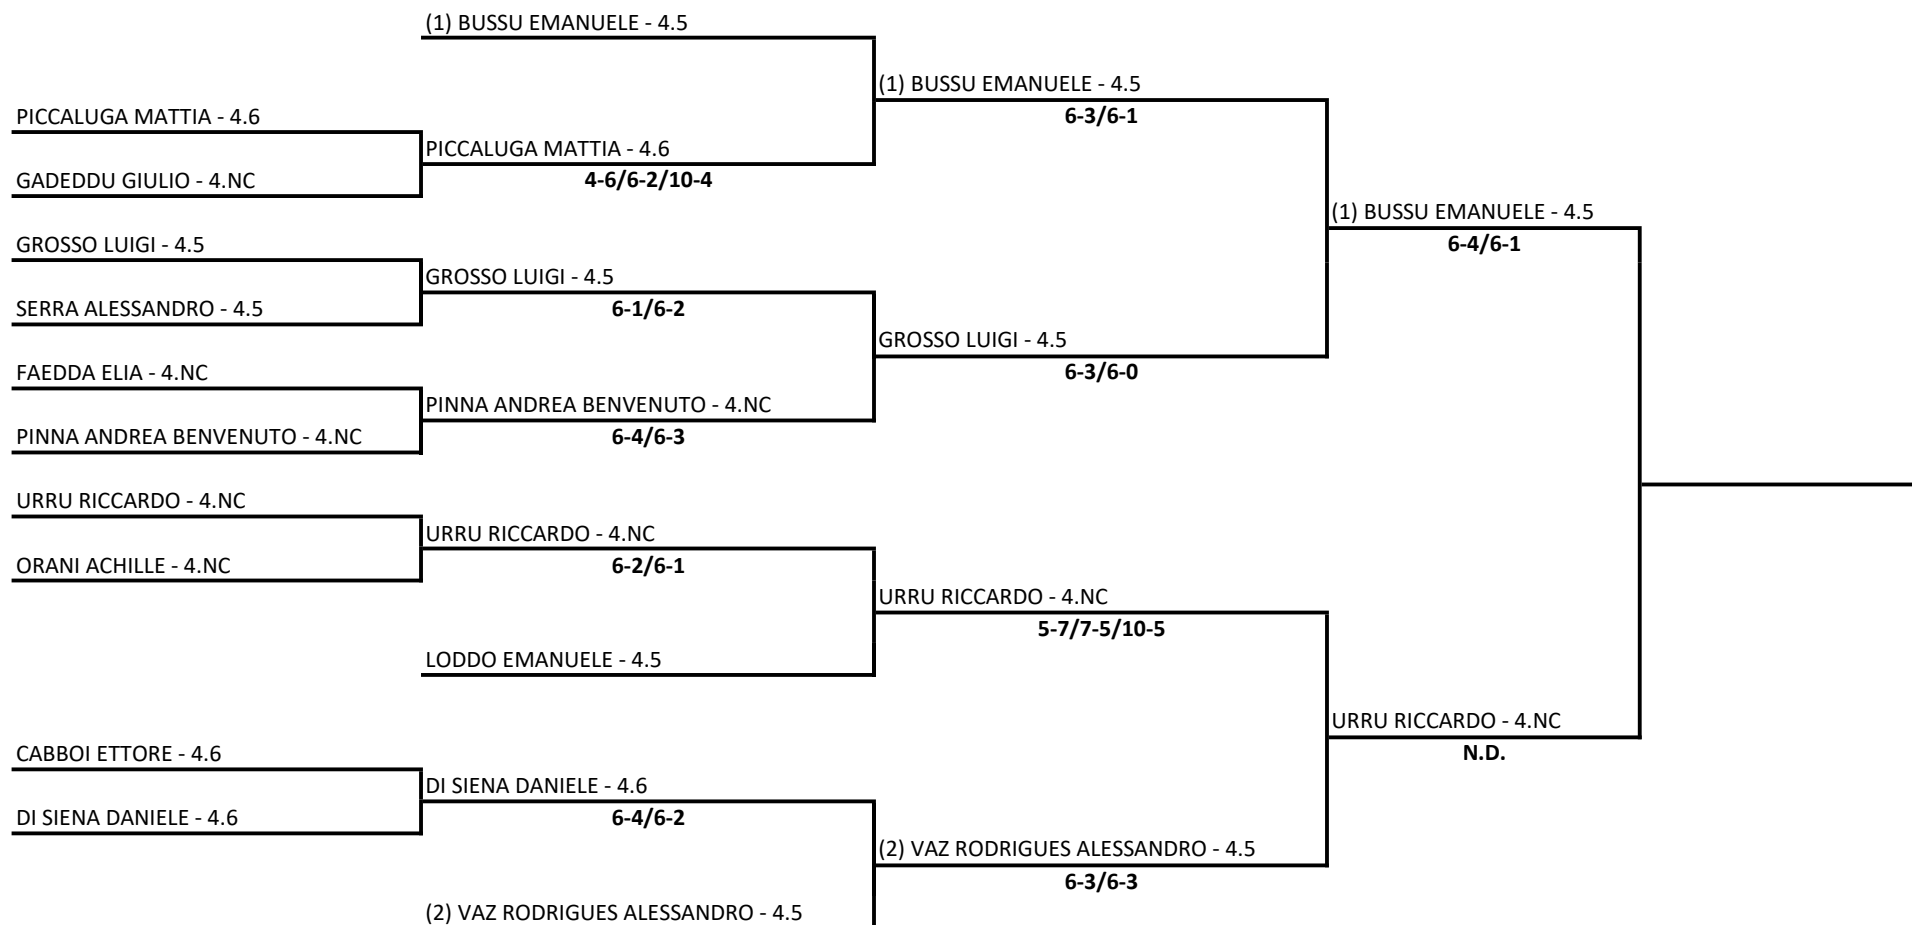 (1) BUSSU EMANUELE - 4.5
(1) BUSSU EMANUELE - 4.5
6-3/6-1
PICCALUGA MATTIA - 4.6
PICCALUGA MATTIA - 4.6
4-6/6-2/10-4
GADEDDU GIULIO - 4.NC
(1) BUSSU EMANUELE - 4.5
6-4/6-1
GROSSO LUIGI - 4.5
GROSSO LUIGI - 4.5
6-1/6-2
SERRA ALESSANDRO - 4.5
GROSSO LUIGI - 4.5
6-3/6-0
FAEDDA ELIA - 4.NC
PINNA ANDREA BENVENUTO - 4.NC
6-4/6-3
PINNA ANDREA BENVENUTO - 4.NC
URRU RICCARDO - 4.NC
URRU RICCARDO - 4.NC
6-2/6-1
ORANI ACHILLE - 4.NC
URRU RICCARDO - 4.NC
5-7/7-5/10-5
LODDO EMANUELE - 4.5
URRU RICCARDO - 4.NC
N.D.
CABBOI ETTORE - 4.6
DI SIENA DANIELE - 4.6
6-4/6-2
DI SIENA DANIELE - 4.6
(2) VAZ RODRIGUES ALESSANDRO - 4.5
6-3/6-3
(2) VAZ RODRIGUES ALESSANDRO - 4.5